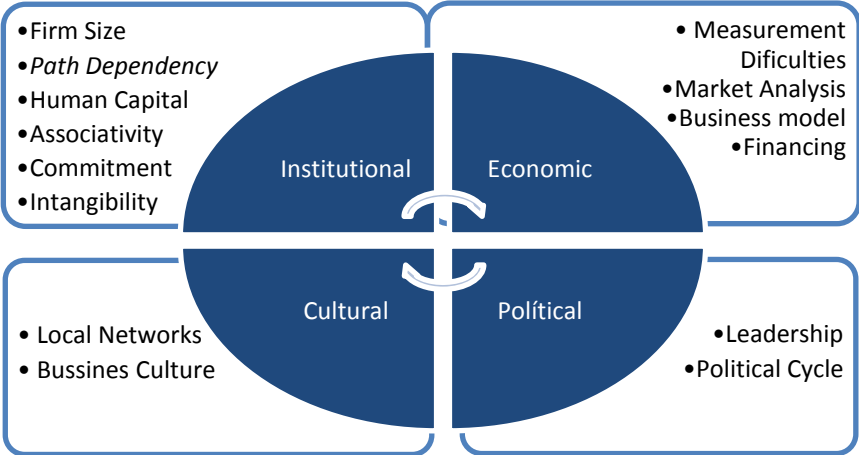 •Firm Size
•Path Dependency
•Human Capital
•Associativity
•Commitment
•Intangibility
• Measurement
Dificulties
•Market Analysis
•Business model
•Financing
Institutional
Economic
Cultural
Polítical
• Local Networks
• Bussines Culture
•Leadership
•Political Cycle